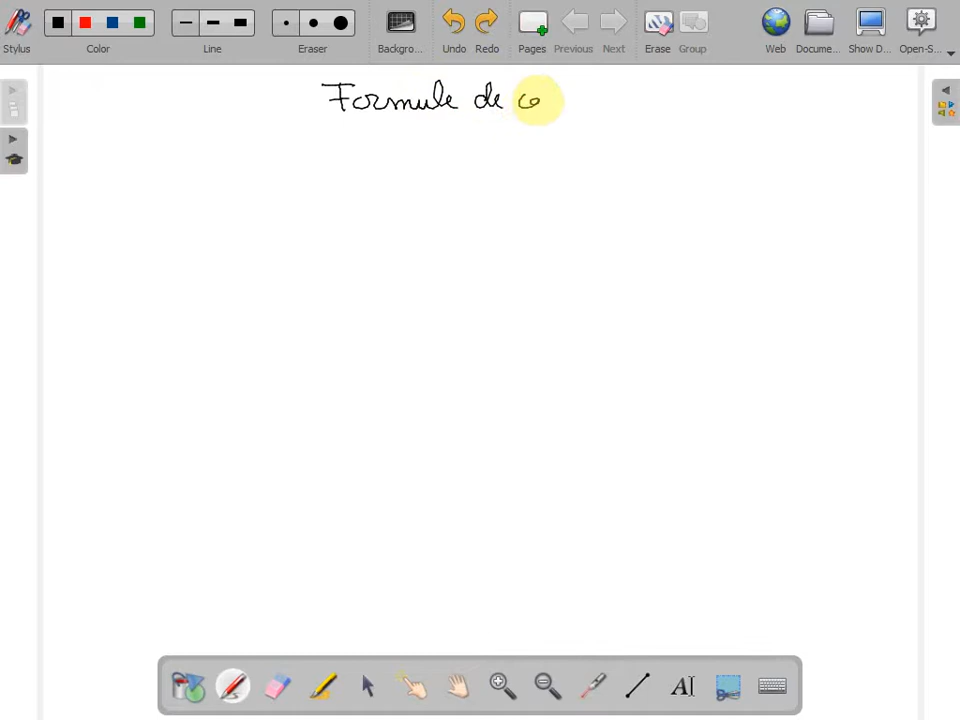 Stylus Color Line Eraser Backgro... Undo Redo Pages Previous Next Erase Group Web Docume... Show D... Open-S...
Formule de co
AI